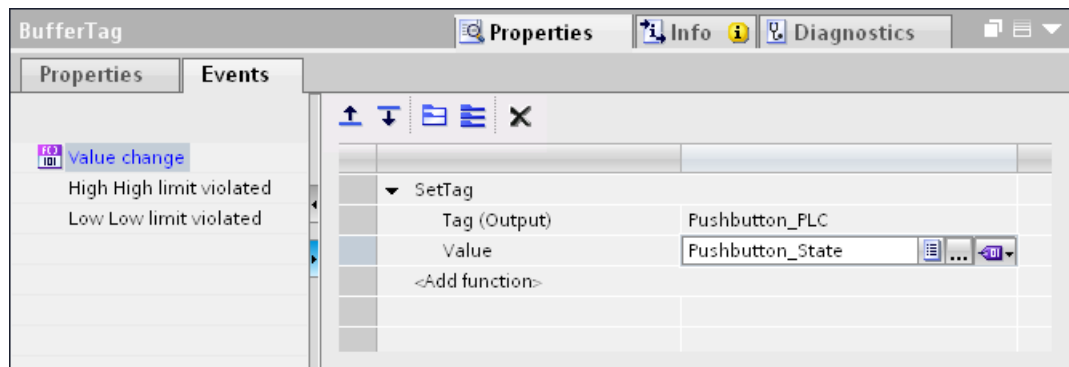 BufferTag Properties Info Diagnostics
Properties Events
Value change
High High limit violated
Low Low limit violated
SetTag
Tag (Output) Pushbutton_PLC
Value Pushbutton_State ...
<Add function>